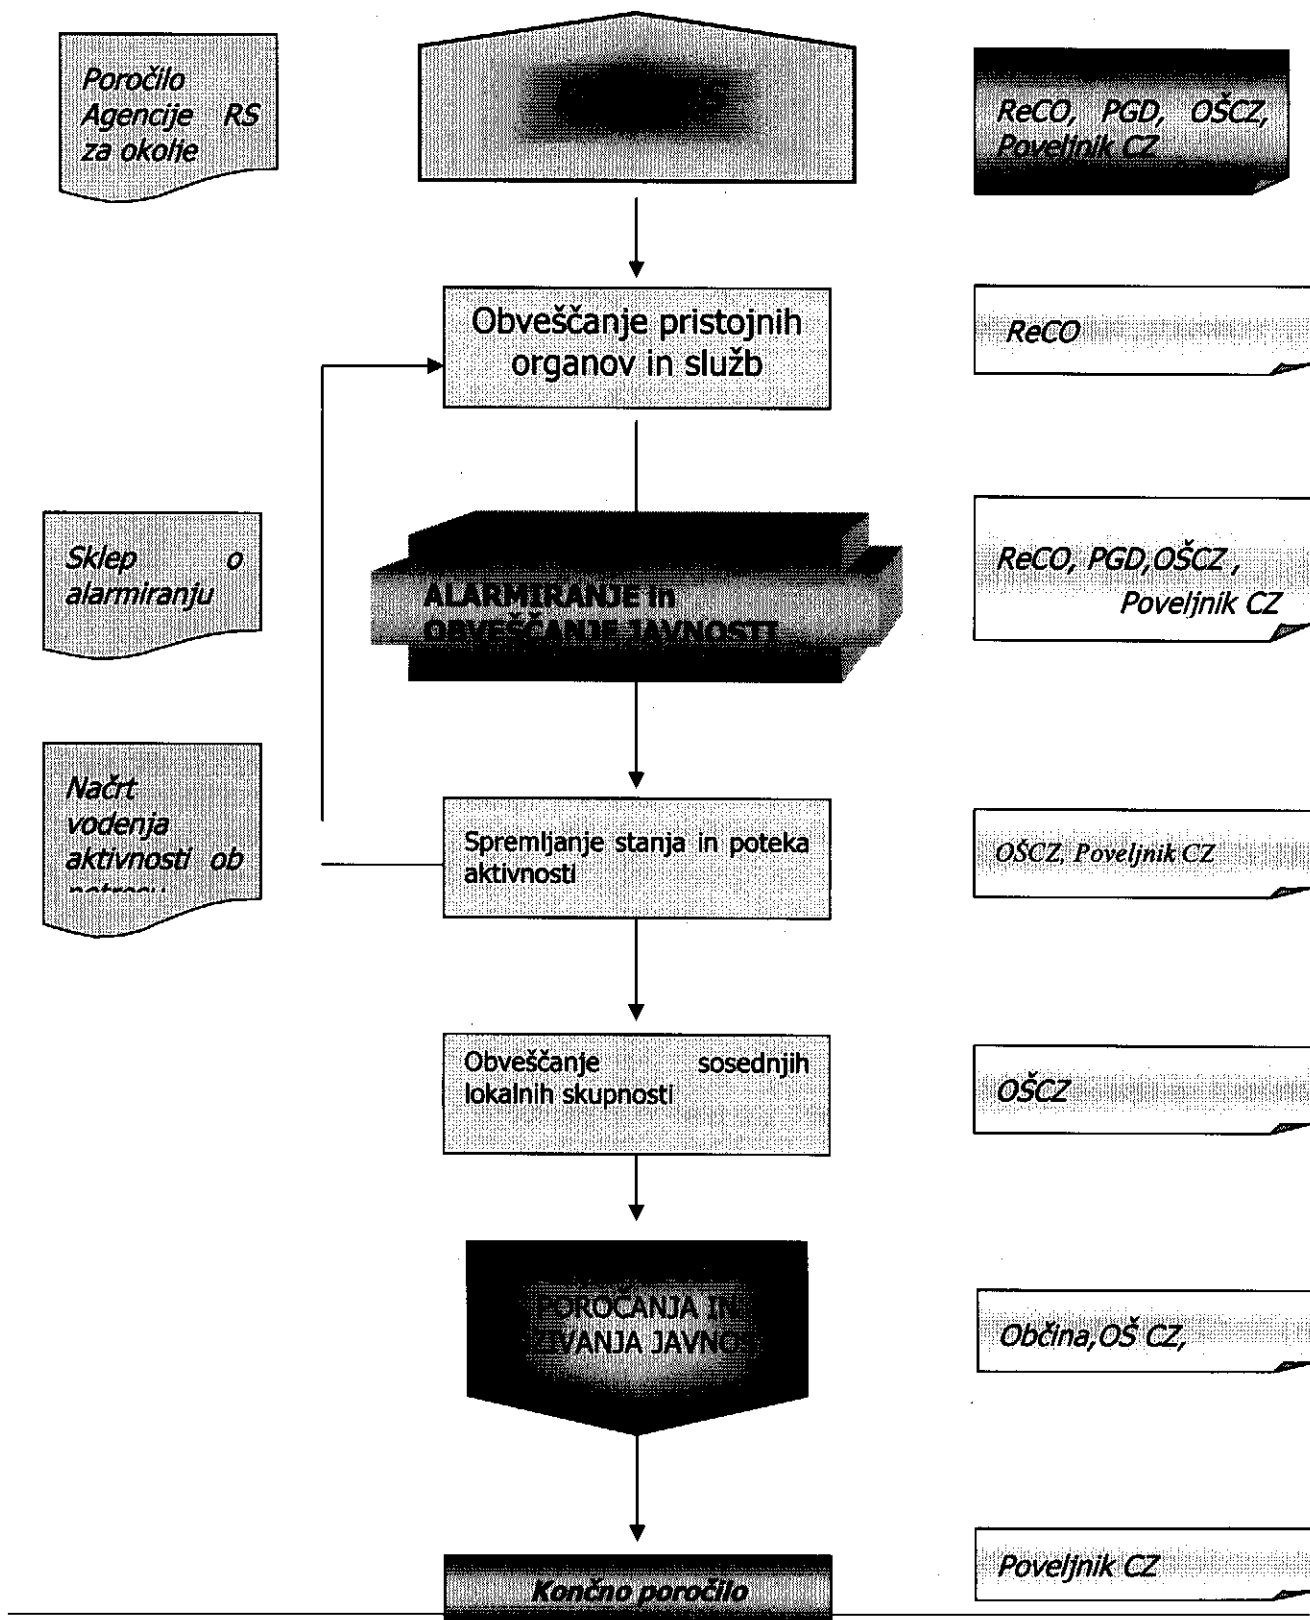 Poročilo
Agencije RS
za okolje
ReCO, PGD, OŠCZ,
Poveljnik CZ
Obveščanje pristojnih
organov in služb
ReCO
Sklep o
alarmiranju
ALARMIRANJE in
OBVEŠČANJE JAVNOSTI
ReCO, PGD,OŠCZ ,
Poveljnik CZ
Načrt
vodenja
aktivnosti ob
Spremljanje stanja in poteka
aktivnosti
OŠCZ, Poveljnik CZ
Obveščanje sosednjih
lokalnih skupnosti
OŠCZ
POROČANJA IN
JAVNOS
Občina,OŠ CZ,
Končno poročilo
Poveljnik CZ